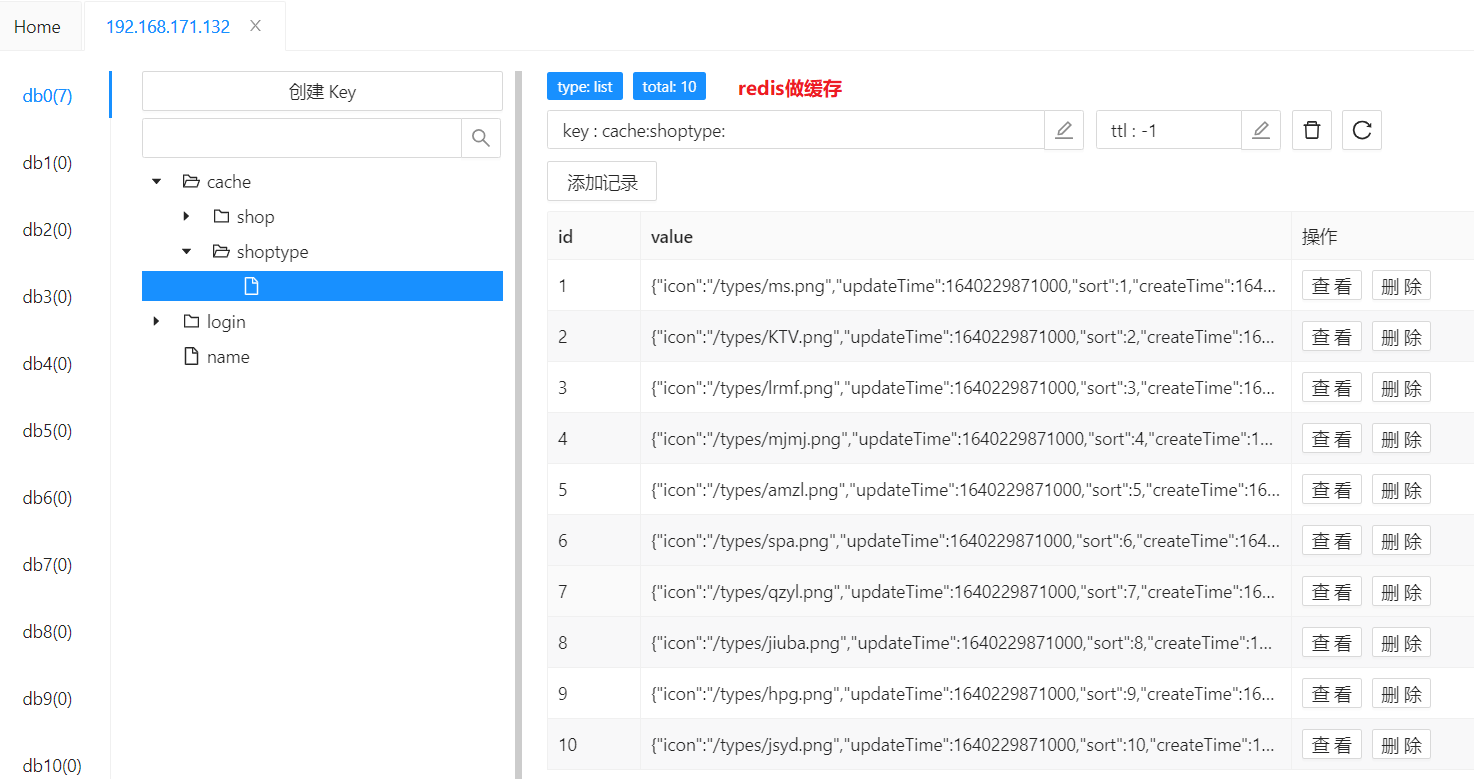 Home
192.168.171.132
db0(7)
db1(0)
db2(0)
db3(0)
db4(0)
db5(0)
db6(0)
db7(0)
db8(0)
db9(0)
db10(0)
创建 Key
cache
shop
shoptype
login
name
type: list total: 10 redis做缓存
key : cache:shoptype: ttl : -1
添加记录
id value 操作
1 {"icon":"/types/ms.png","updateTime":1640229871000,"sort":1,"createTime":164... 查 看 删 除
2 {"icon":"/types/KTV.png","updateTime":1640229871000,"sort":2,"createTime":16... 查 看 删 除
3 {"icon":"/types/lrmf.png","updateTime":1640229871000,"sort":3,"createTime":16... 查 看 删 除
4 {"icon":"/types/mjmj.png","updateTime":1640229871000,"sort":4,"createTime":1... 查 看 删 除
5 {"icon":"/types/amzl.png","updateTime":1640229871000,"sort":5,"createTime":16... 查 看 删 除
6 {"icon":"/types/spa.png","updateTime":1640229871000,"sort":6,"createTime":164... 查 看 删 除
7 {"icon":"/types/qzyl.png","updateTime":1640229871000,"sort":7,"createTime":16... 查 看 删 除
8 {"icon":"/types/jiuba.png","updateTime":1640229871000,"sort":8,"createTime":1... 查 看 删 除
9 {"icon":"/types/hpg.png","updateTime":1640229871000,"sort":9,"createTime":16... 查 看 删 除
10 {"icon":"/types/jsyd.png","updateTime":1640229871000,"sort":10,"createTime":1... 查 看 删 除